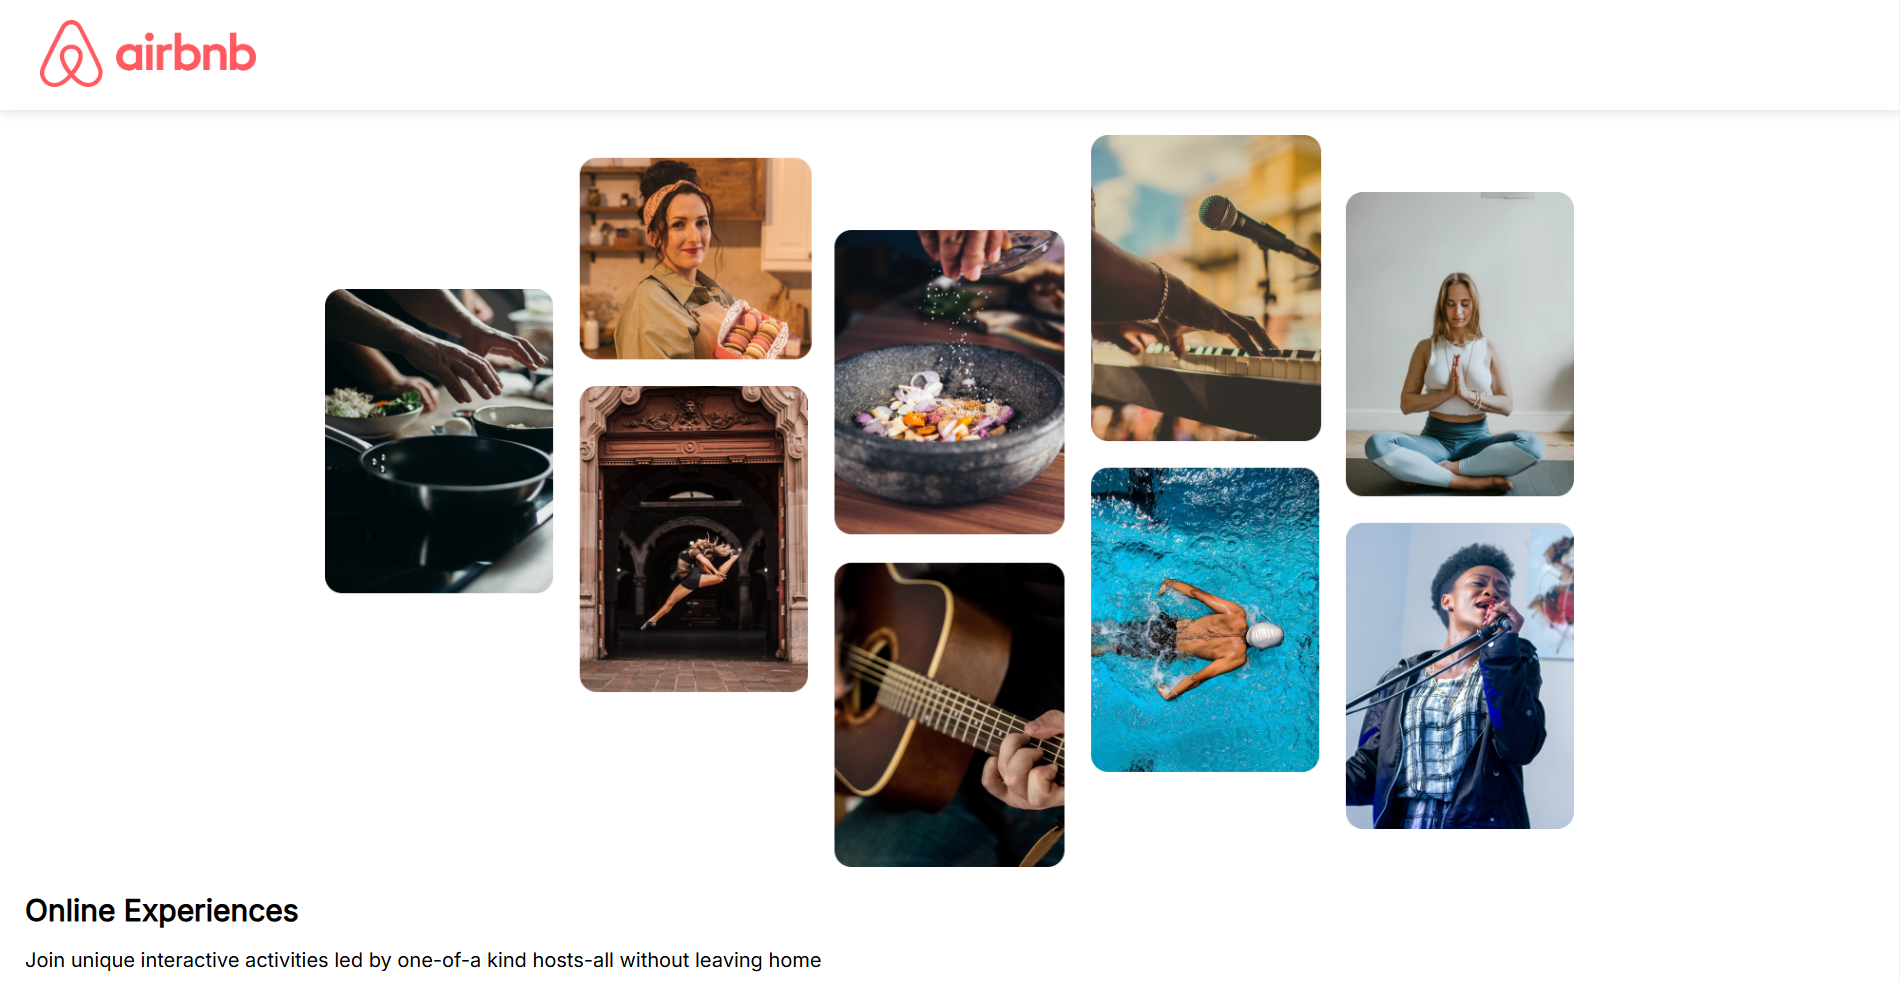 airbnb
Online Experiences
Join unique interactive activities led by one-of-a kind hosts-all without leaving home